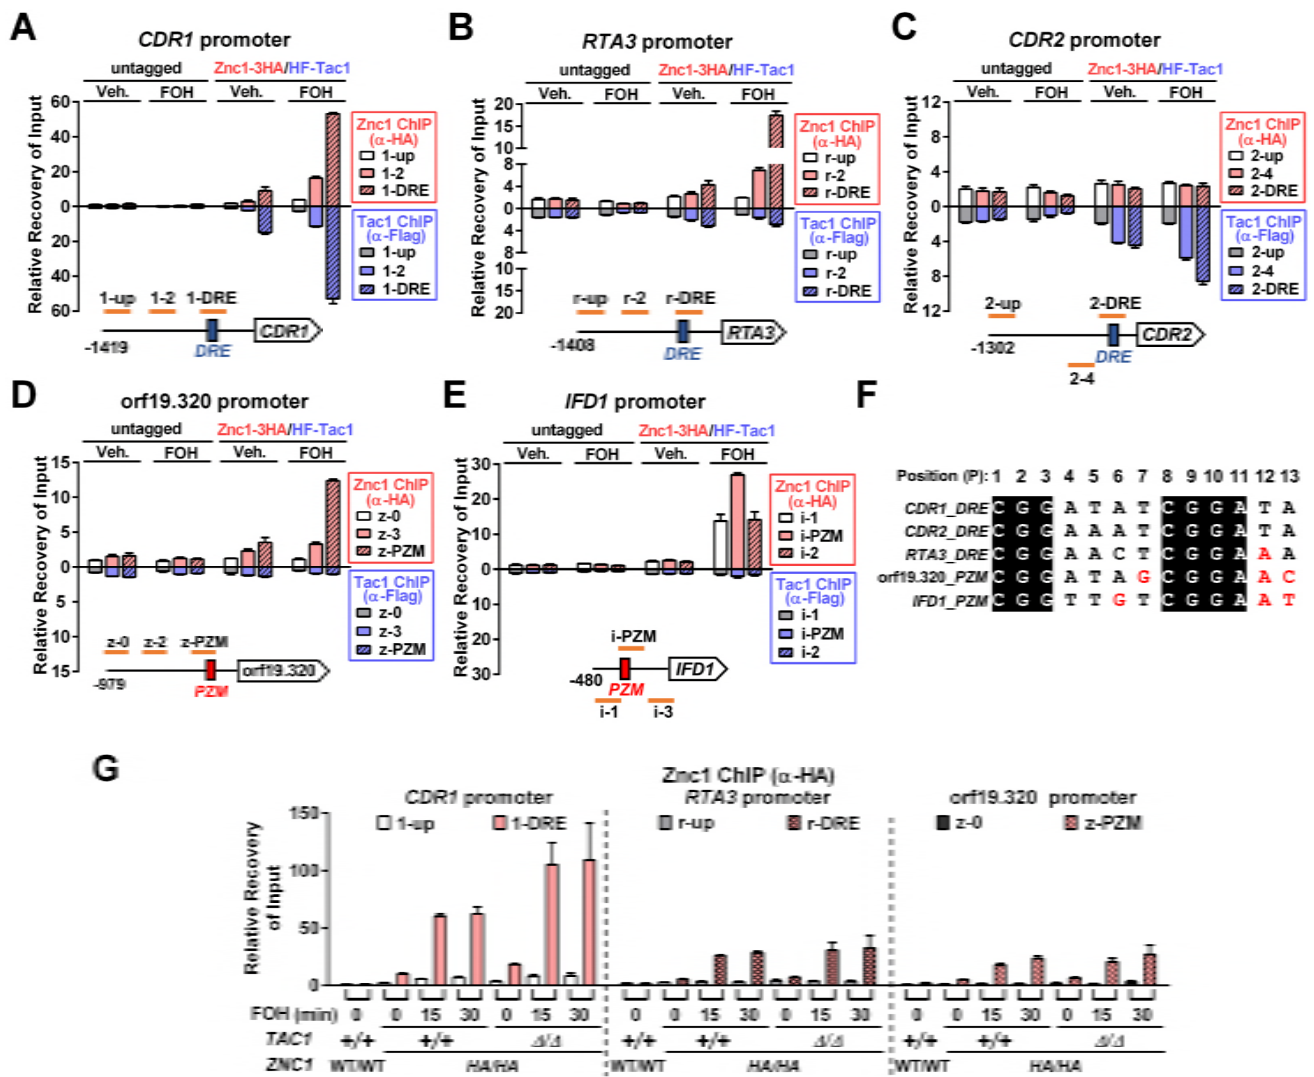 A
CDR1 promoter
untagged Znc1-3HA/HF-Tac1
Veh. FOH Veh. FOH
Relative Recovery of Input
60
40
20
0
20
40
60
Znc1 ChIP
(α-HA)
1-up
1-2
1-DRE
Tac1 ChIP
(α-Flag)
1-up
1-2
1-DRE
1-up 1-2 1-DRE
-1419 DRE CDR1
B
RTA3 promoter
untagged Znc1-3HA/HF-Tac1
Veh. FOH Veh. FOH
Relative Recovery of Input
20
15
10
8
4
0
4
8
10
15
20
Znc1 ChIP
(α-HA)
r-up
r-2
r-DRE
Tac1 ChIP
(α-Flag)
r-up
r-2
r-DRE
r-up r-2 r-DRE
-1408 DRE RTA3
C
CDR2 promoter
untagged Znc1-3HA/HF-Tac1
Veh. FOH Veh. FOH
Relative Recovery of Input
12
8
4
0
4
8
12
Znc1 ChIP
(α-HA)
2-up
2-4
2-DRE
Tac1 ChIP
(α-Flag)
2-up
2-4
2-DRE
2-up 2-DRE
-1302 DRE CDR2
2-4
D
orf19.320 promoter
untagged Znc1-3HA/HF-Tac1
Veh. FOH Veh. FOH
Relative Recovery of Input
15
10
5
0
5
10
15
Znc1 ChIP
(α-HA)
z-0
z-3
z-PZM
Tac1 ChIP
(α-Flag)
z-0
z-3
z-PZM
z-0 z-2 z-PZM
-979 PZM orf19.320
E
IFD1 promoter
untagged Znc1-3HA/HF-Tac1
Veh. FOH Veh. FOH
Relative Recovery of Input
30
20
10
0
10
20
30
Znc1 ChIP
(α-HA)
i-1
i-PZM
i-2
Tac1 ChIP
(α-Flag)
i-1
i-PZM
i-2
i-PZM
-480 PZM IFD1
i-1 i-3
F
Position (P): 1 2 3 4 5 6 7 8 9 10 11 12 13
CDR1_DRE C G G A T A T C G G A T A
CDR2_DRE C G G A A A T C G G A T A
RTA3_DRE C G G A A C T C G G A A A
orf19.320_PZM C G G A T A G C G G A A C
IFD1_PZM C G G T T G T C G G A A T
G
Znc1 ChIP (α-HA)
CDR1 promoter RTA3 promoter orf19.320 promoter
1-up 1-DRE r-up r-DRE z-0 z-PZM
Relative Recovery
of Input
150
100
50
0
FOH (min) 0 0 15 30 0 15 30 0 0 15 30 0 15 30 0 0 15 30 0 15 30
TAC1 +/+ +/+ Δ/Δ +/+ +/+ Δ/Δ +/+ +/+ Δ/Δ
ZNC1 WT/WT HA/HA WT/WT HA/HA WT/WT HA/HA